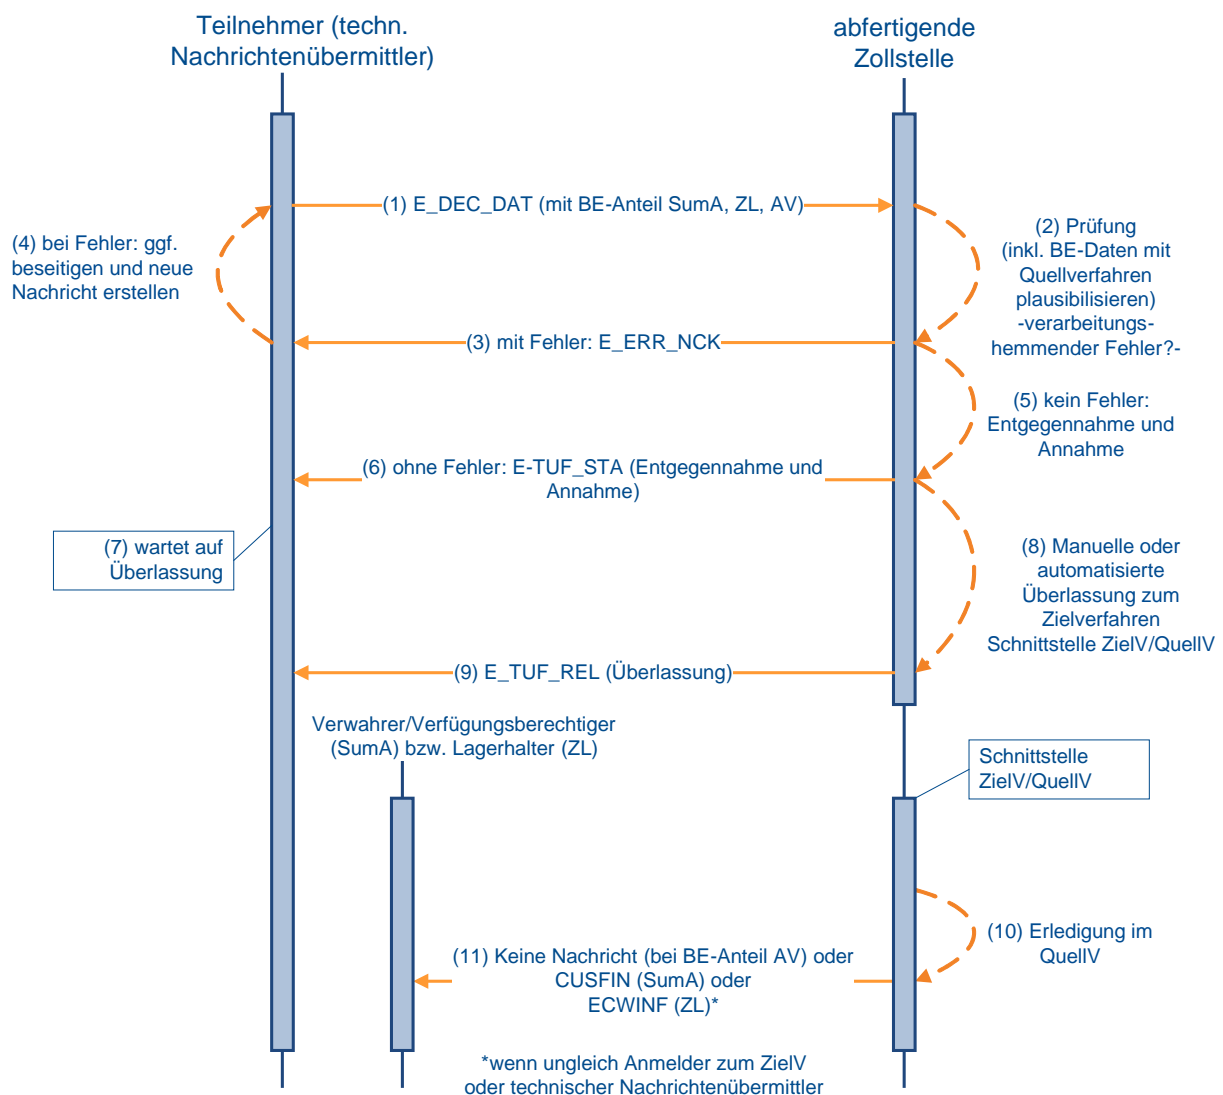 Teilnehmer (techn.
Nachrichtenübermittler)
abfertigende
Zollstelle
(1) E_DEC_DAT (mit BE-Anteil SumA, ZL, AV)
(2) Prüfung
(inkl. BE-Daten mit
Quellverfahren
plausibilisieren)
-verarbeitungs-
hemmender Fehler?-
(4) bei Fehler: ggf.
beseitigen und neue
Nachricht erstellen
(3) mit Fehler: E_ERR_NCK
(5) kein Fehler:
Entgegennahme und
Annahme
(6) ohne Fehler: E-TUF_STA (Entgegennahme und
Annahme)
(7) wartet auf
Überlassung
(8) Manuelle oder
automatisierte
Überlassung zum
Zielverfahren
Schnittstelle ZielV/QuellV
(9) E_TUF_REL (Überlassung)
Verwahrer/Verfügungsberechtiger
(SumA) bzw. Lagerhalter (ZL)
Schnittstelle
ZielV/QuellV
(10) Erledigung im
QuellV
(11) Keine Nachricht (bei BE-Anteil AV) oder
CUSFIN (SumA) oder
ECWINF (ZL)*
*wenn ungleich Anmelder zum ZielV
oder technischer Nachrichtenübermittler